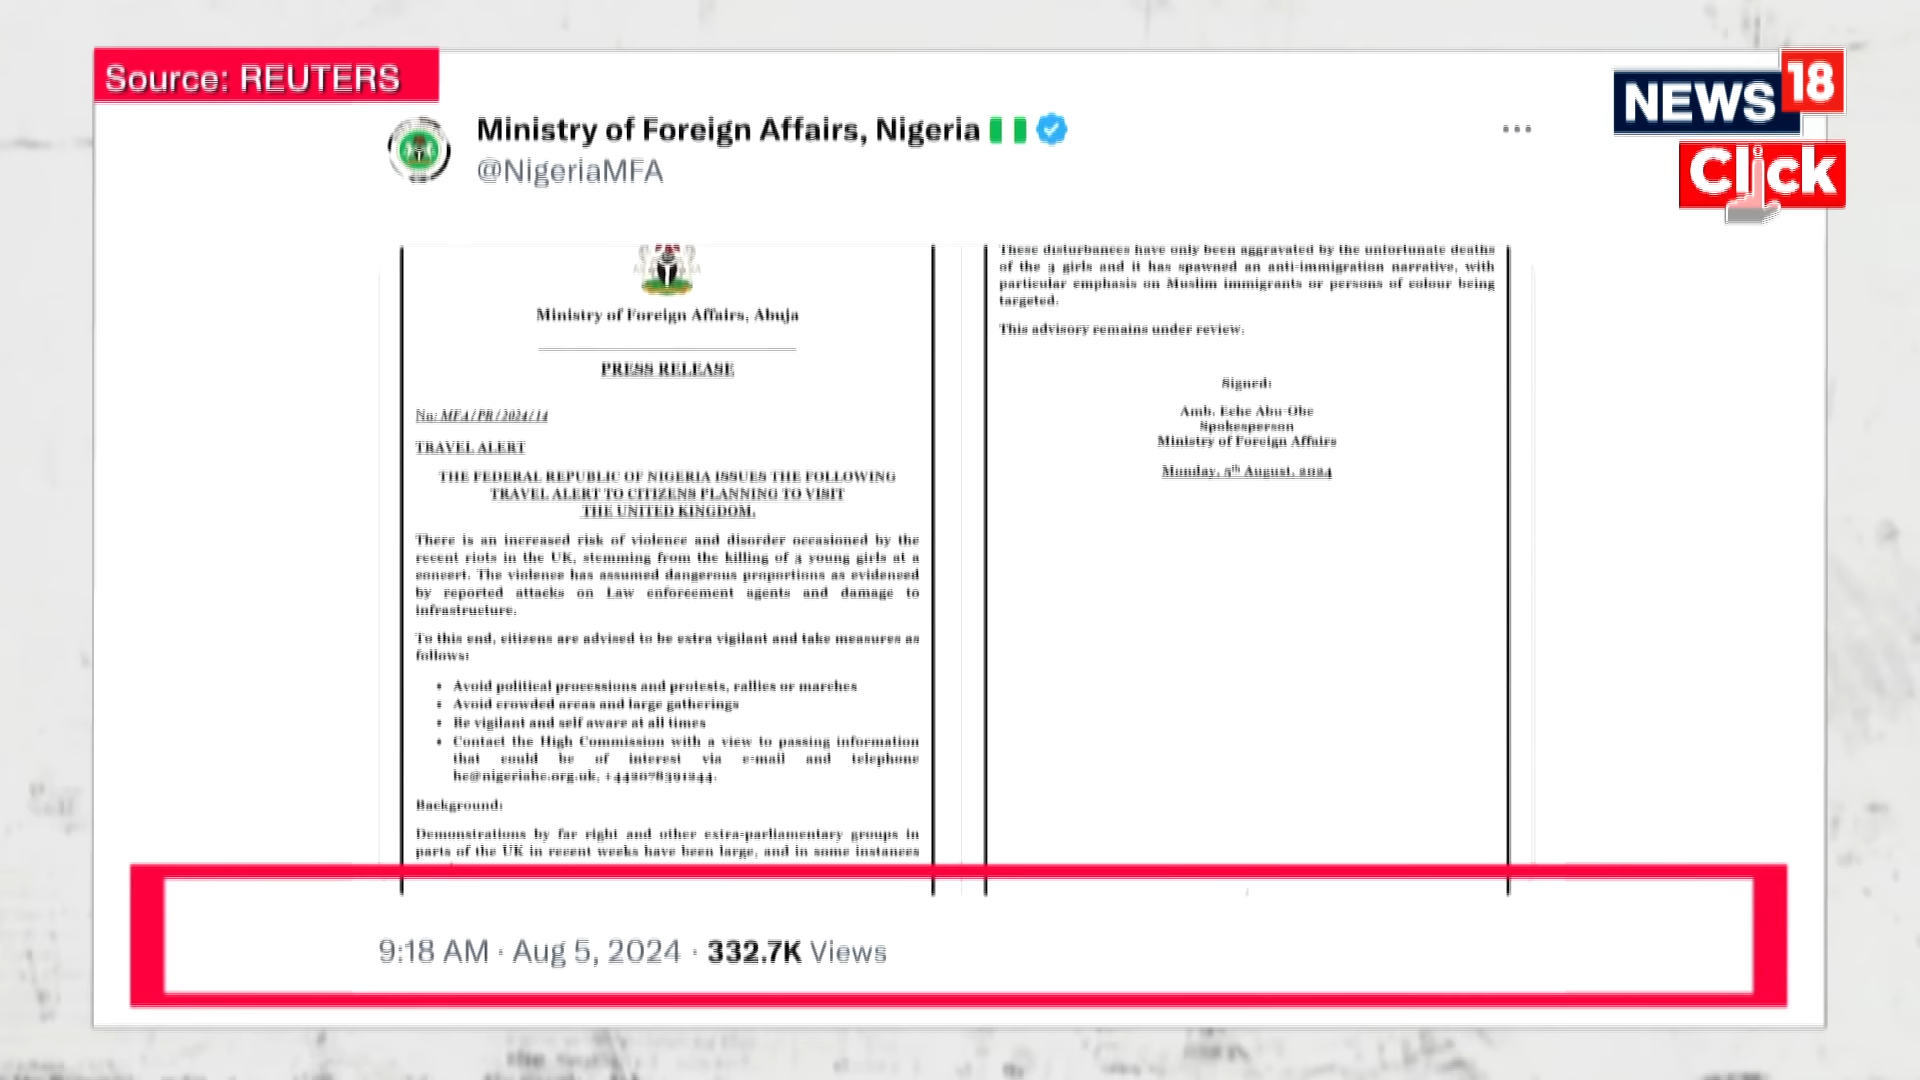 Source: REUTERS
NEWS 18
Click
Ministry of Foreign Affairs, Nigeria
@NigeriaMFA
Ministry of Foreign Affairs, Abuja
PRESS RELEASE
No: MFA/PR/2024/14
TRAVEL ALERT
THE FEDERAL REPUBLIC OF NIGERIA ISSUES THE FOLLOWING
TRAVEL ALERT TO CITIZENS PLANNING TO VISIT
THE UNITED KINGDOM.
There is an increased risk of violence and disorder occasioned by the
recent riots in the UK, stemming from the killing of 3 young girls at a
concert. The violence has assumed dangerous proportions as evidenced
by reported attacks on Law enforcement agents and damage to
infrastructure.
To this end, citizens are advised to be extra vigilant and take measures as
follows:
• Avoid political processions and protests, rallies or marches
• Avoid crowded areas and large gatherings
• Be vigilant and self aware at all times
• Contact the High Commission with a view to passing information
that could be of interest via e-mail and telephone
hc@nigeriahc.org.uk, +442078391244.
Background:
Demonstrations by far right and other extra-parliamentary groups in
parts of the UK in recent weeks have been large, and in some instances
These disturbances have only been aggravated by the unfortunate deaths
of the 3 girls and it has spawned an anti-immigration narrative, with
particular emphasis on Muslim immigrants or persons of colour being
targeted.
This advisory remains under review.
Signed:
Amb. Eche Abu-Obe
Spokesperson
Ministry of Foreign Affairs
Monday, 5th August, 2024
9:18 AM · Aug 5, 2024 · 332.7K Views